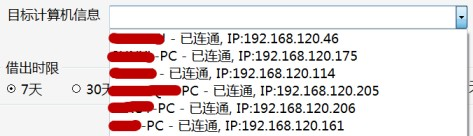 目标计算机信息
- 已连通, IP:192.168.120.46
-PC - 已连通, IP:192.168.120.175
- 已连通, IP:192.168.120.114
PC - 已连通, IP:192.168.120.205
-PC - 已连通, IP:192.168.120.206
-PC - 已连通, IP:192.168.120.161
借出时限
7天 30天